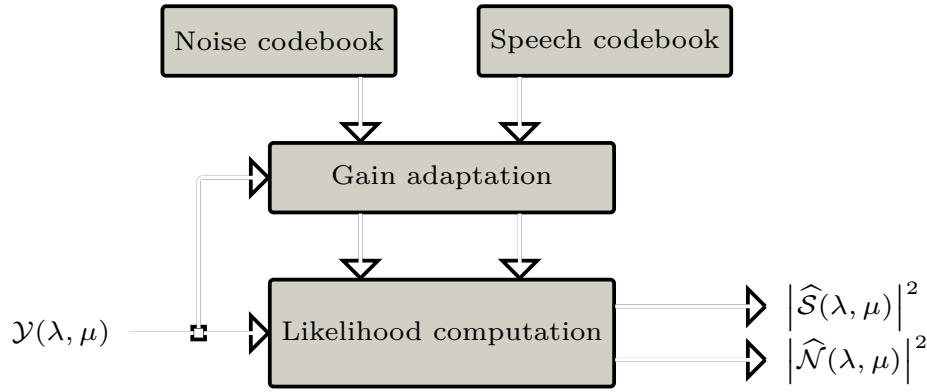 Noise codebook
Speech codebook
Gain adaptation
Likelihood computation
𝒴(λ, μ)
|𝒮̂(λ, μ)|²
|𝒩̂(λ, μ)|²